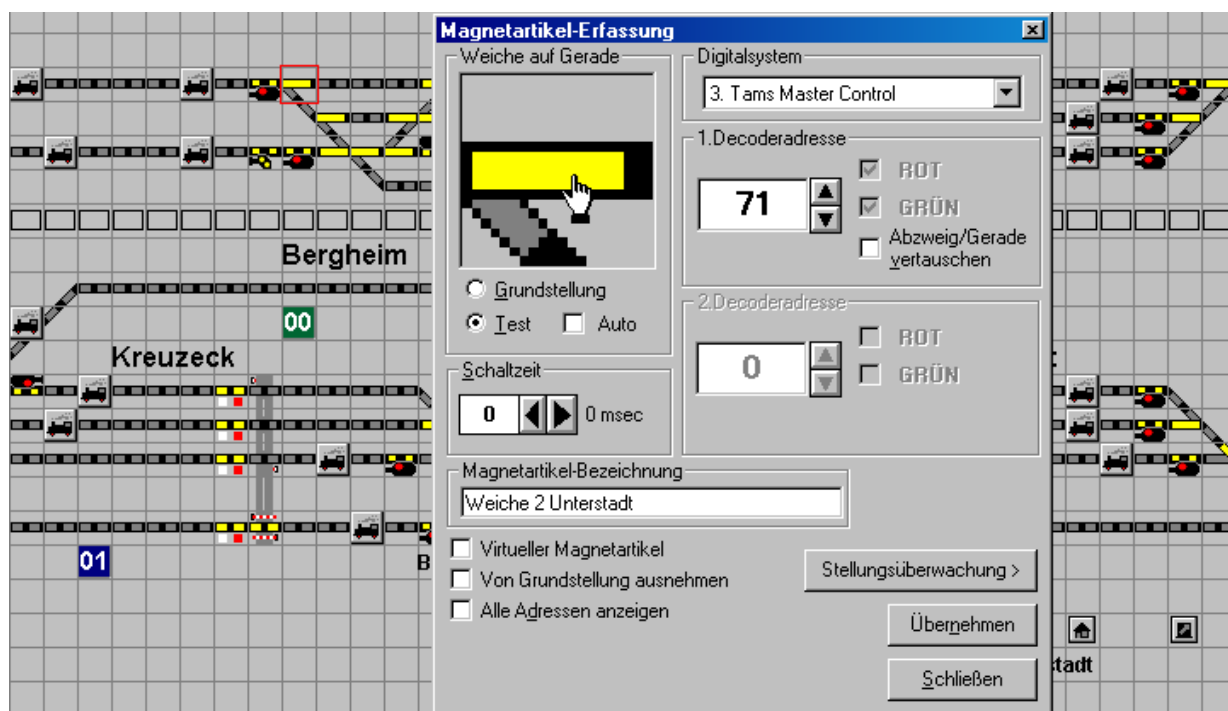 Magnetartikel-Erfassung
Weiche auf Gerade
Digitalsystem
3. Tams Master Control
1.Decoderadresse
71
ROT
GRÜN
Abzweig/Gerade
vertauschen
Grundstellung
Test
Auto
2.Decoderadresse
0
ROT
GRÜN
Schaltzeit
0
0 msec
Magnetartikel-Bezeichnung
Weiche 2 Unterstadt
Virtueller Magnetartikel
Von Grundstellung ausnehmen
Alle Adressen anzeigen
Stellungsüberwachung >
Übernehmen
Schließen
Bergheim
00
Kreuzeck
01
B
stadt